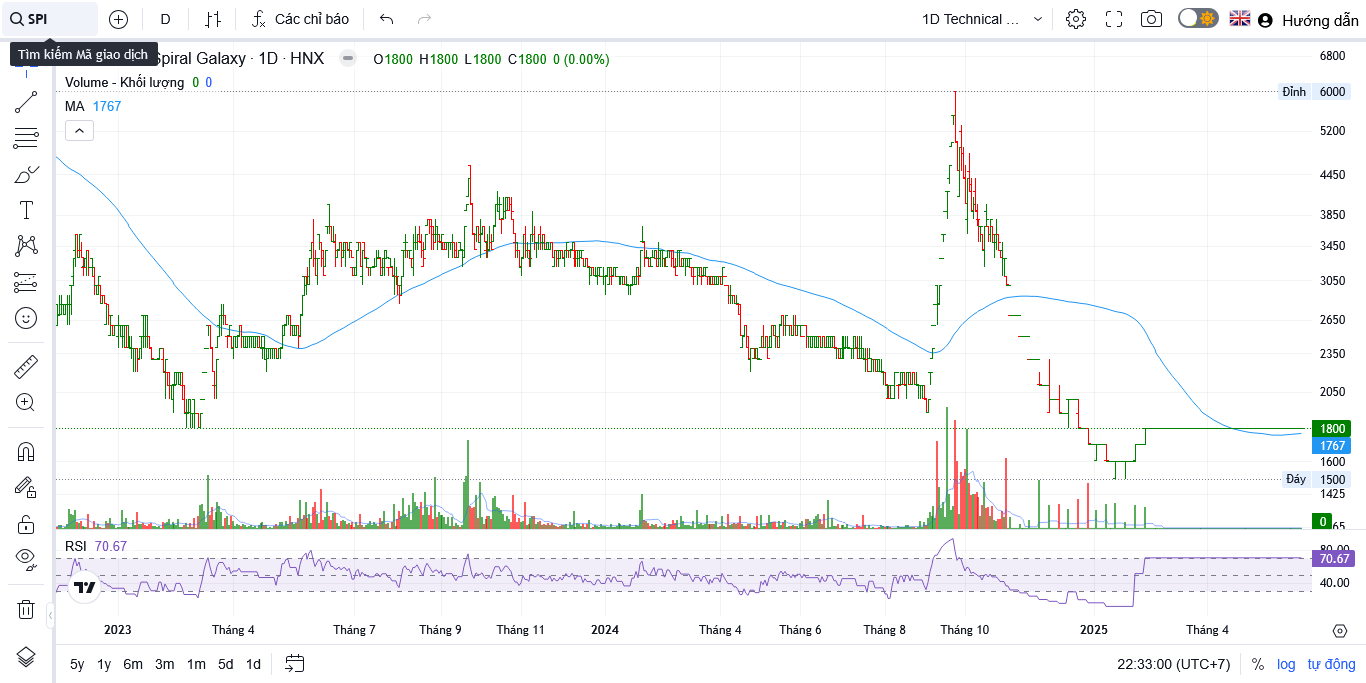 SPI
D
Các chỉ báo
1D Technical ...
Hướng dẫn
Tìm kiếm Mã giao dịch
Spiral Galaxy · 1D · HNX
O1800 H1800 L1800 C1800 0 (0.00%)
Volume - Khối lượng 0 0
MA 1767
6800
Đỉnh 6000
5200
4450
3850
3450
3050
2650
2350
2050
1800
1767
1600
Đáy 1500
1425
0
65
RSI 70.67
80.00
70.67
40.00
2023 Tháng 4 Tháng 7 Tháng 9 Tháng 11 2024 Tháng 4 Tháng 6 Tháng 8 Tháng 10 2025 Tháng 4
5y 1y 6m 3m 1m 5d 1d
22:33:00 (UTC+7) % log tự động